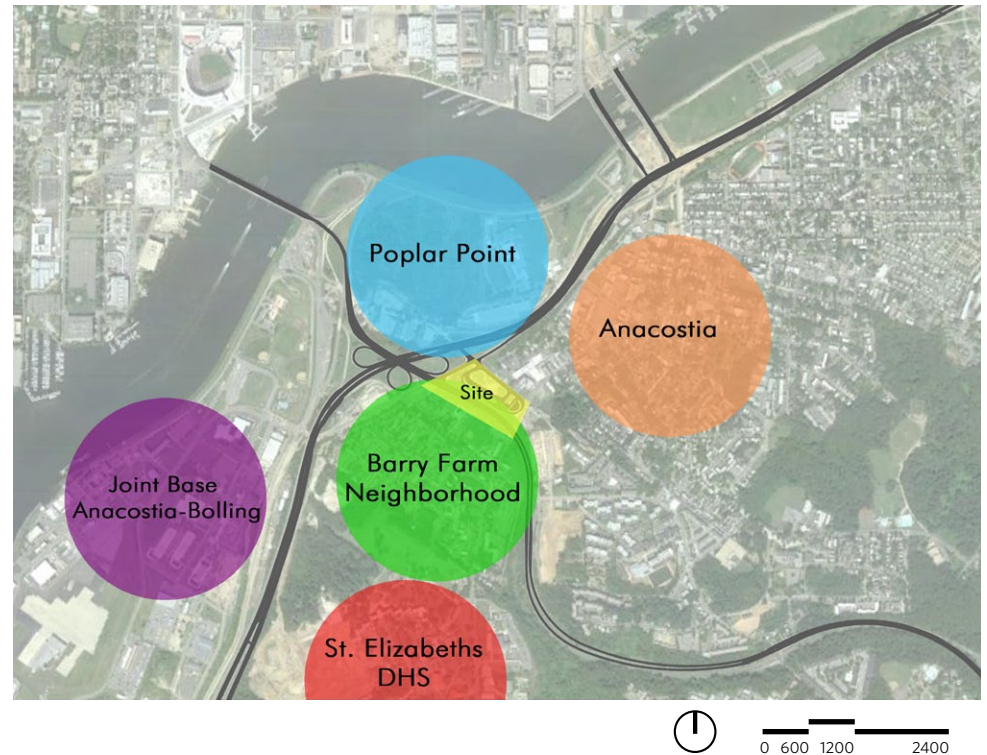 Poplar Point
Anacostia
Site
Barry Farm
Neighborhood
Joint Base
Anacostia-Bolling
St. Elizabeths
DHS
0 600 1200 2400